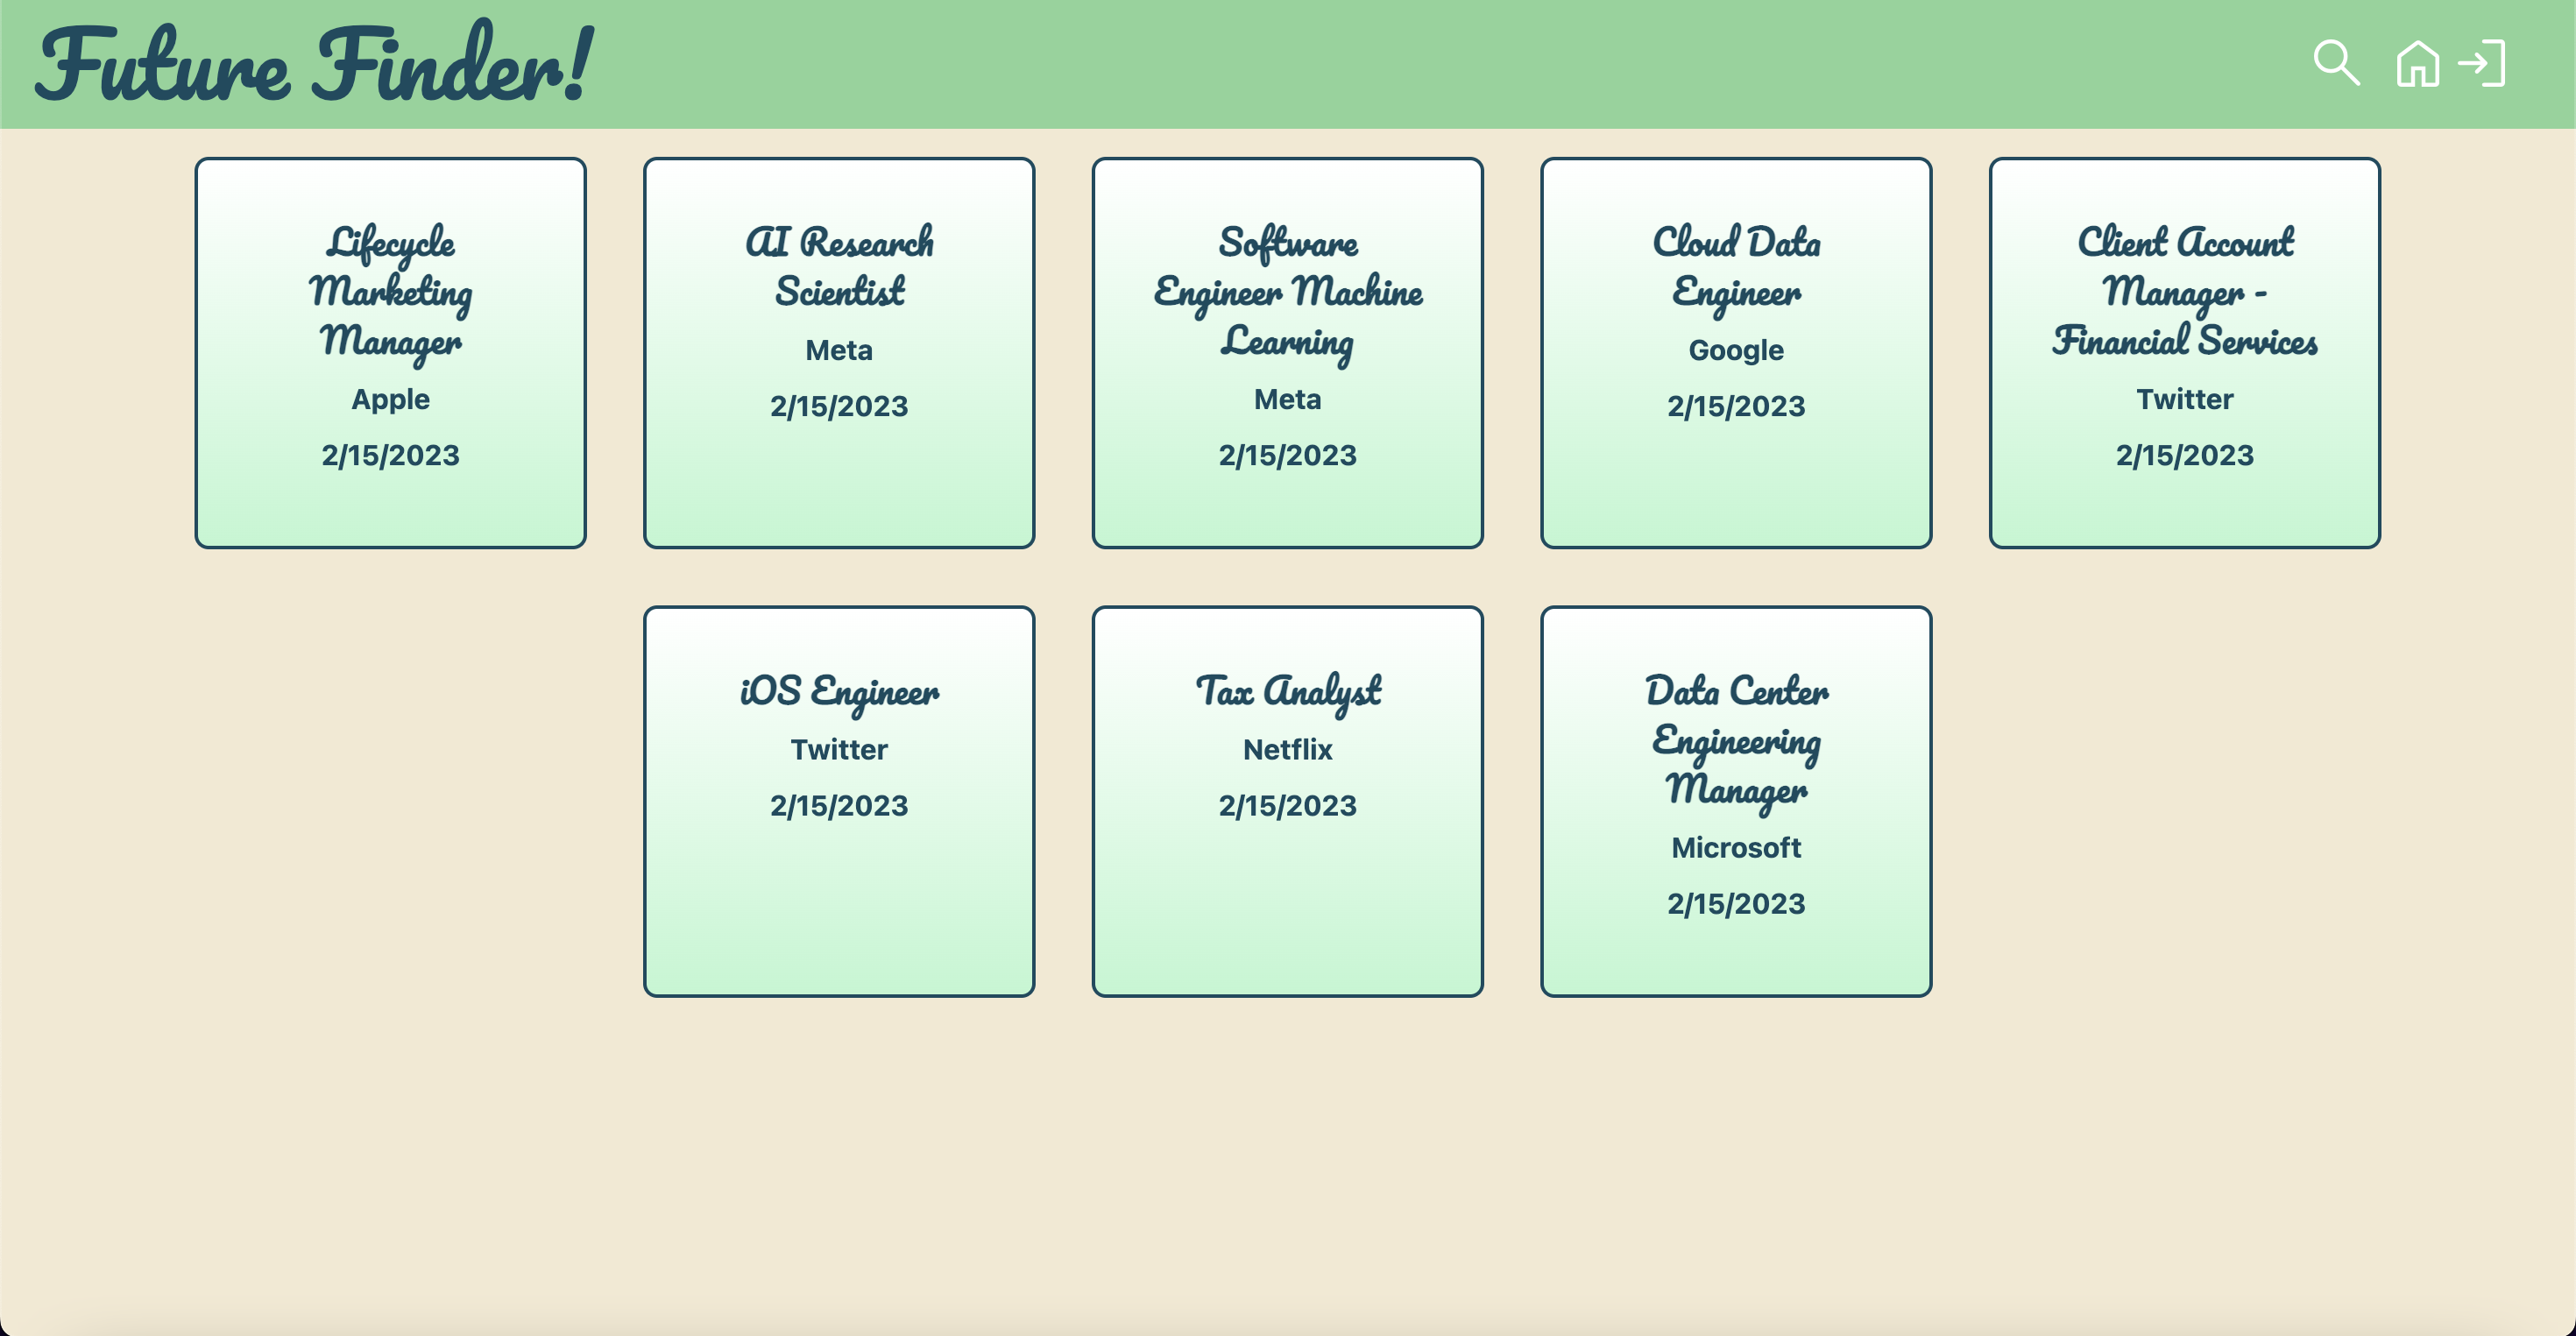 Future Finder!
Lifecycle
Marketing
Manager
Apple
2/15/2023
AI Research
Scientist
Meta
2/15/2023
Software
Engineer Machine
Learning
Meta
2/15/2023
Cloud Data
Engineer
Google
2/15/2023
Client Account
Manager -
Financial Services
Twitter
2/15/2023
iOS Engineer
Twitter
2/15/2023
Tax Analyst
Netflix
2/15/2023
Data Center
Engineering
Manager
Microsoft
2/15/2023